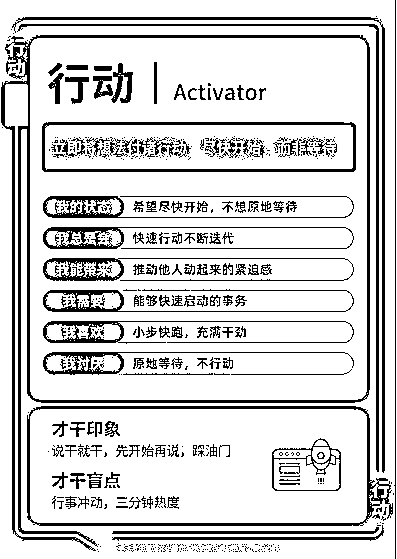 行动
行动 | Activator
立即将想法付诸行动，尽快开始，而非等待
我的状态 希望尽快开始，不想原地等待
我总是会 快速行动不断迭代
我能带来 推动他人动起来的紧迫感
我需要 能够快速启动的事务
我喜欢 小步快跑，充满干劲
我讨厌 原地等待，不行动
才干印象
说干就干，先开始再说，踩油门
才干盲点
行事冲动，三分钟热度
行动